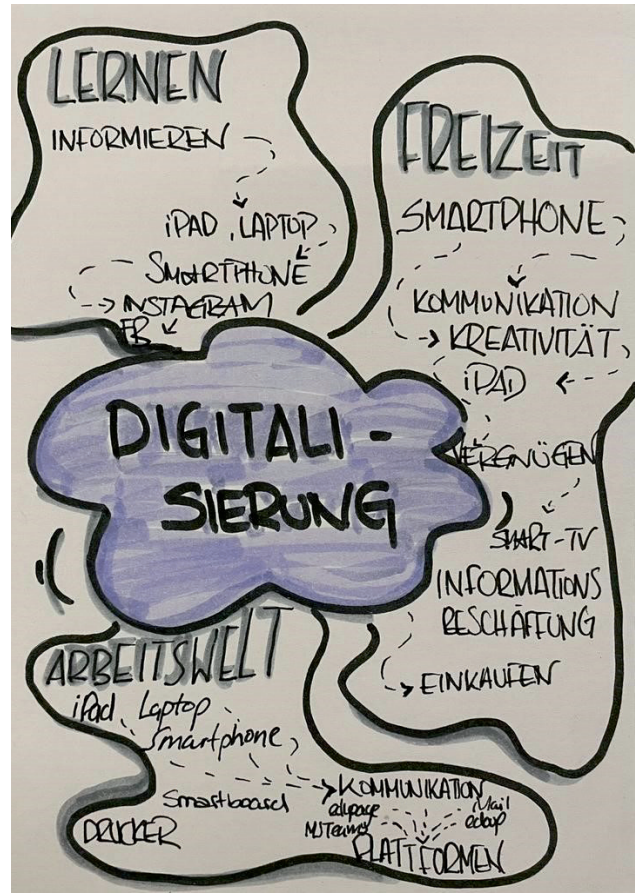 LERNEN
INFORMIEREN
iPAD, LAPTOP
SMARTPHONE
INSTAGRAM
FB
FREIZEIT
SMARTPHONE
KOMMUNIKATION
KREATIVITÄT
iPAD
VERGNÜGEN
SMART-TV
INFORMATIONS
BESCHAFFUNG
EINKAUFEN
DIGITALI-
SIERUNG
ARBEITSWELT
iPad Laptop
Smartphone
Smartboard
DRUCKER
KOMMUNIKATION
edupage
Mail
MSTeams
PLATTFORMEN